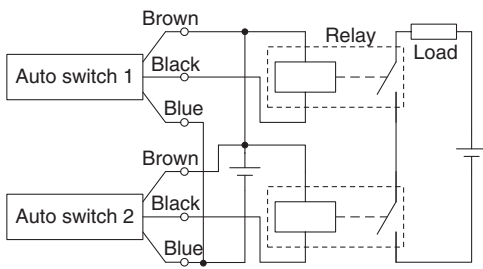 Brown
Relay
Auto switch 1
Black
Load
Blue
Brown
Auto switch 2
Black
Blue